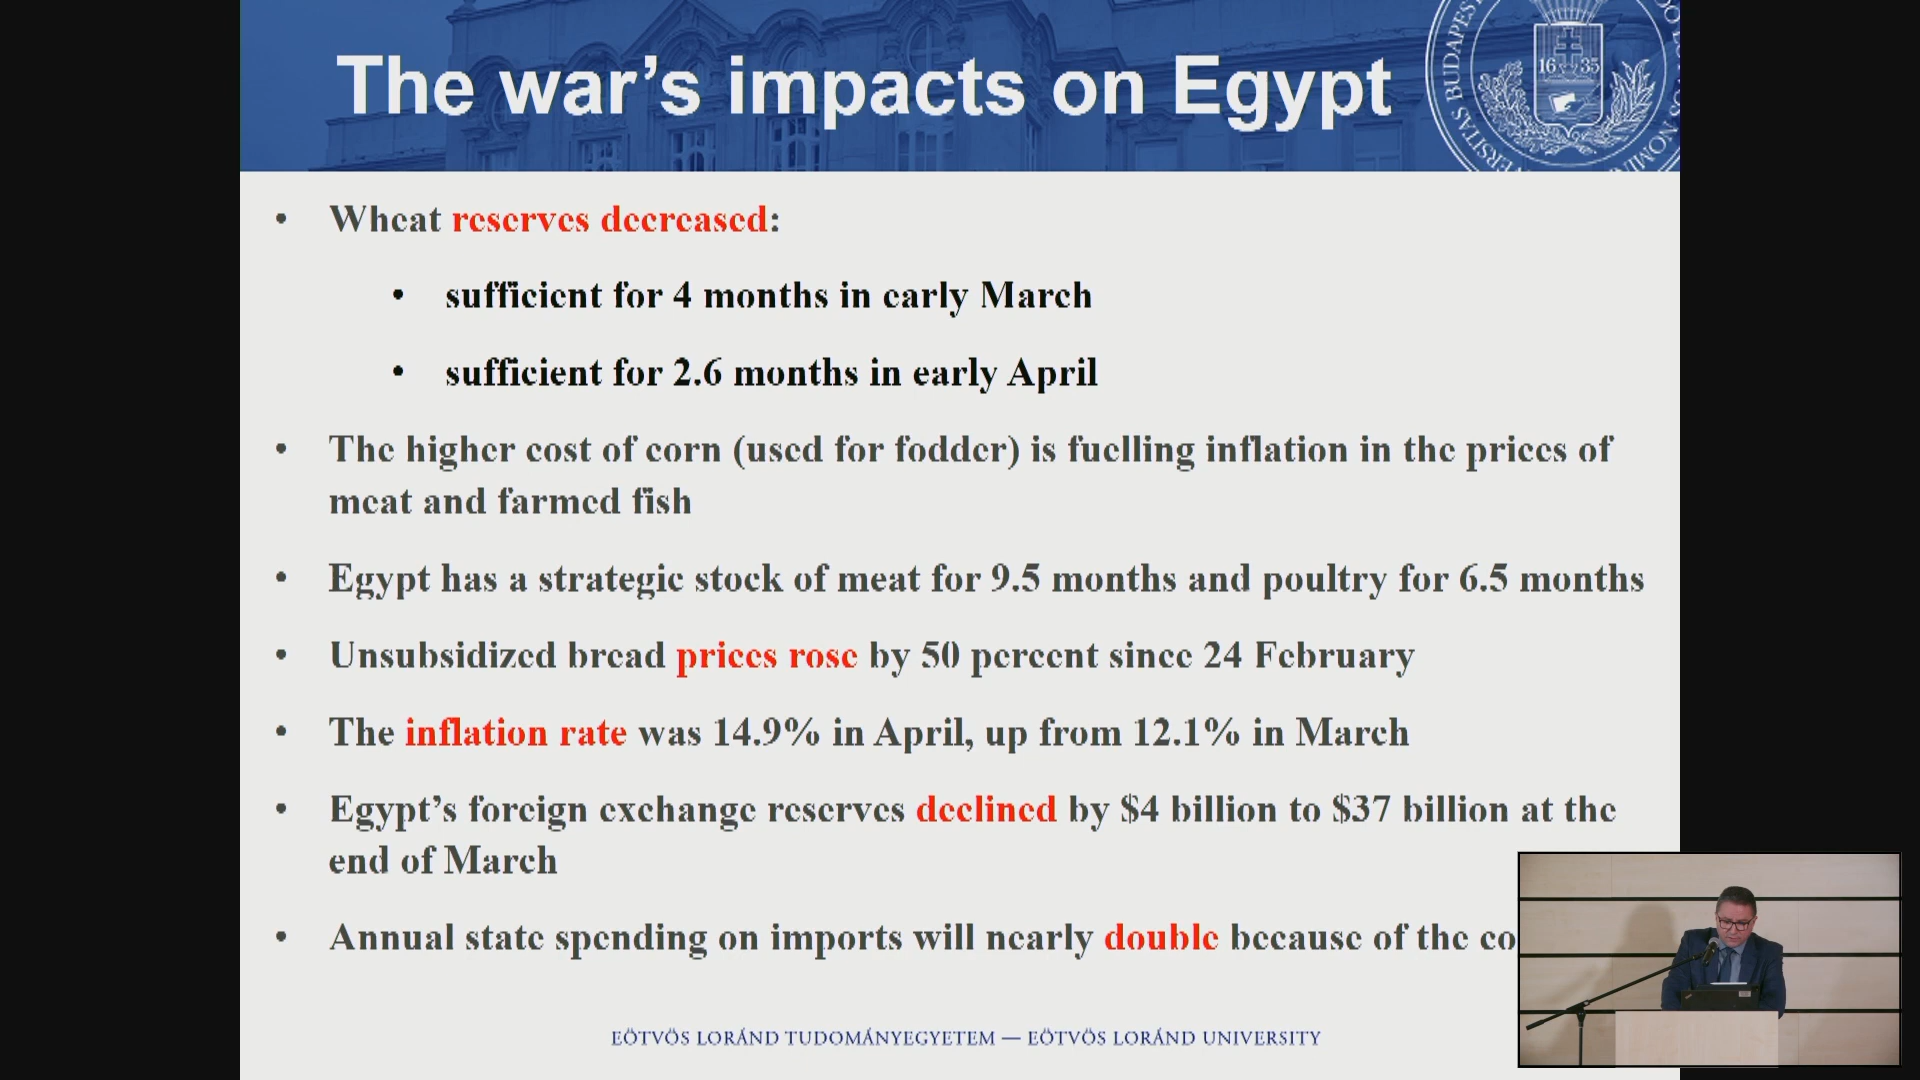 The war’s impacts on Egypt
BUDAPES
16 35
ERSITAS
NOMI
• Wheat reserves decreased:
• sufficient for 4 months in early March
• sufficient for 2.6 months in early April
• The higher cost of corn (used for fodder) is fuelling inflation in the prices of
meat and farmed fish
• Egypt has a strategic stock of meat for 9.5 months and poultry for 6.5 months
• Unsubsidized bread prices rose by 50 percent since 24 February
• The inflation rate was 14.9% in April, up from 12.1% in March
• Egypt’s foreign exchange reserves declined by $4 billion to $37 billion at the
end of March
• Annual state spending on imports will nearly double because of the co
EÖTVÖS LORÁND TUDOMÁNYEGYETEM — EÖTVÖS LORÁND UNIVERSITY